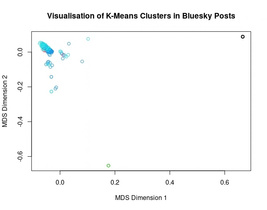 Visualisation of K-Means Clusters in Bluesky Posts
MDS Dimension 2
0.0
-0.2
-0.4
-0.6
0.0
0.2
0.4
0.6
MDS Dimension 1